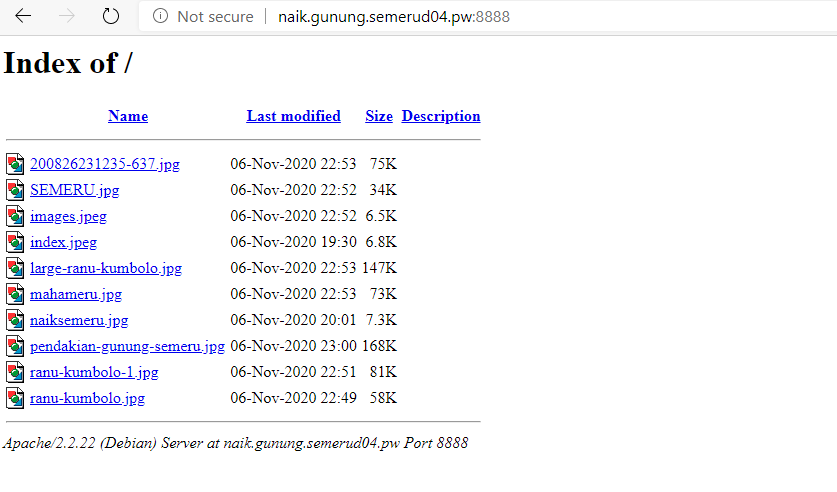 Not secure naik.gunung.semerud04.pw:8888
Index of /
Name Last modified Size Description
200826231235-637.jpg 06-Nov-2020 22:53 75K
SEMERU.jpg 06-Nov-2020 22:52 34K
images.jpeg 06-Nov-2020 22:52 6.5K
index.jpeg 06-Nov-2020 19:30 6.8K
large-ranu-kumbolo.jpg 06-Nov-2020 22:53 147K
mahameru.jpg 06-Nov-2020 22:53 73K
naiksemeru.jpg 06-Nov-2020 20:01 7.3K
pendakian-gunung-semeru.jpg 06-Nov-2020 23:00 168K
ranu-kumbolo-1.jpg 06-Nov-2020 22:51 81K
ranu-kumbolo.jpg 06-Nov-2020 22:49 58K
Apache/2.2.22 (Debian) Server at naik.gunung.semerud04.pw Port 8888